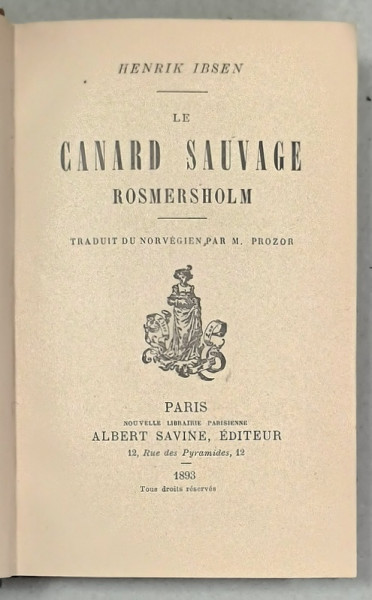 HENRIK IBSEN
LE
CANARD SAUVAGE
ROSMERSHOLM
TRADUIT DU NORVÉGIEN PAR M. PROZOR
PARIS
NOUVELLE LIBRAIRIE PARISIENNE
ALBERT SAVINE, ÉDITEUR
12, Rue des Pyramides, 12
1893
Tous droits réservés